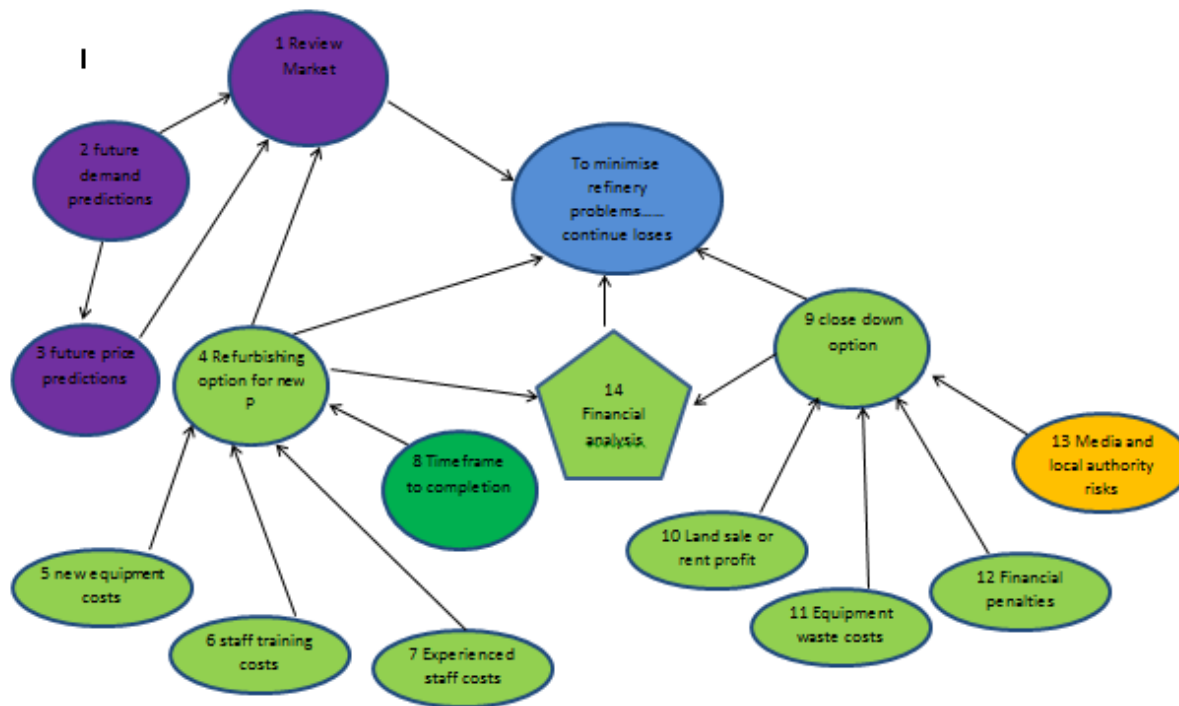 I
1 Review
Market
2 future
demand
predictions
To minimise
refinery
problems……
continue loses
3 future price
predictions
4 Refurbishing
option for new
P
9 close down
option
14
Financial
analysis.
8 Timeframe
to completion
13 Media and
local authority
risks
10 Land sale or
rent profit
5 new equipment
costs
12 Financial
penalties
11 Equipment
waste costs
6 staff training
costs
7 Experienced
staff costs